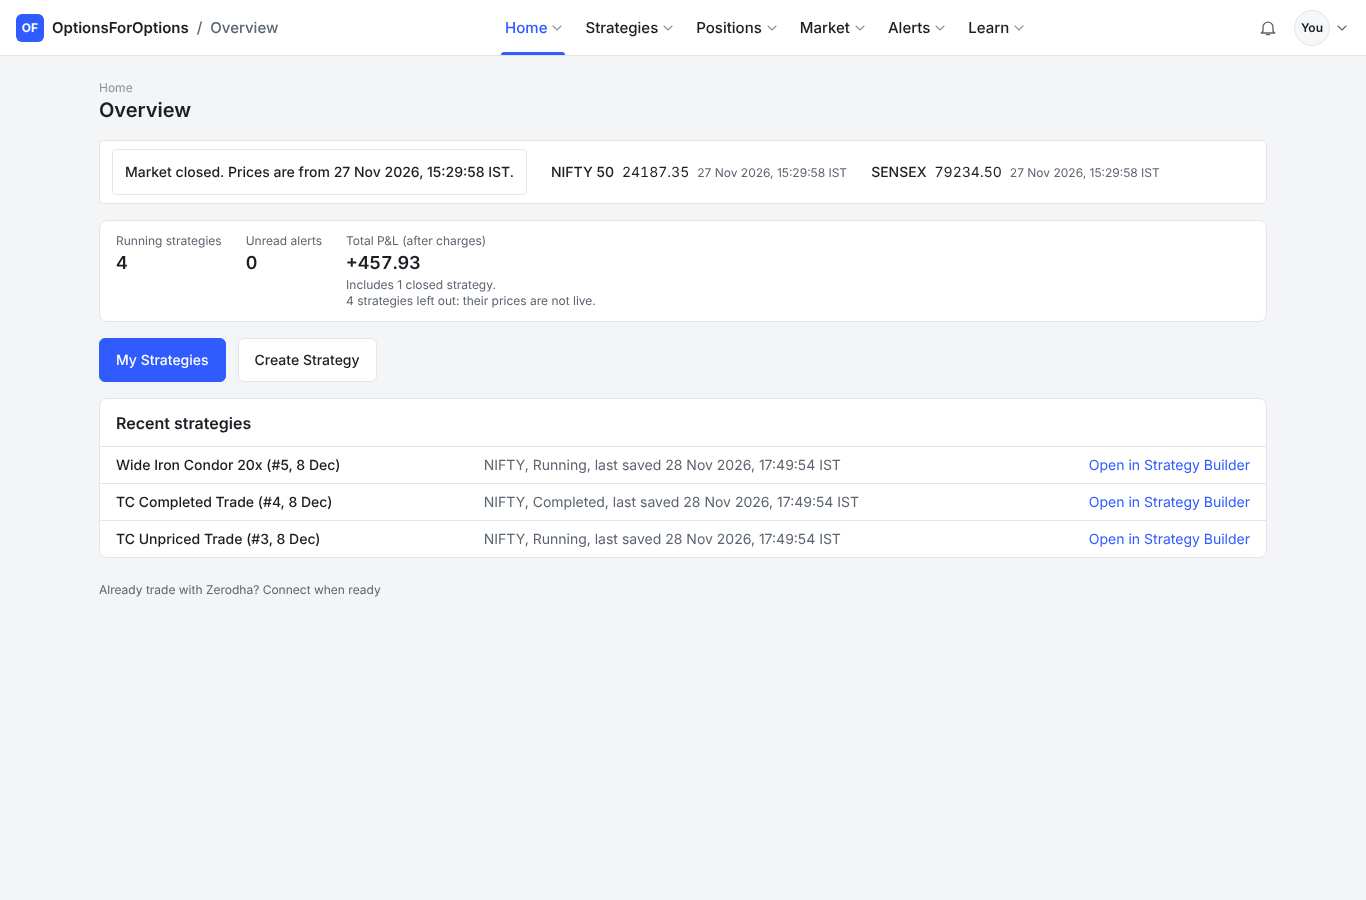 OF OptionsForOptions / Overview Home Strategies Positions Market Alerts Learn You
Home
Overview
Market closed. Prices are from 27 Nov 2026, 15:29:58 IST. NIFTY 50 24187.35 27 Nov 2026, 15:29:58 IST SENSEX 79234.50 27 Nov 2026, 15:29:58 IST
Running strategies Unread alerts Total P&L (after charges)
4 0 +457.93
Includes 1 closed strategy.
4 strategies left out: their prices are not live.
My Strategies Create Strategy
Recent strategies
Wide Iron Condor 20x (#5, 8 Dec) NIFTY, Running, last saved 28 Nov 2026, 17:49:54 IST Open in Strategy Builder
TC Completed Trade (#4, 8 Dec) NIFTY, Completed, last saved 28 Nov 2026, 17:49:54 IST Open in Strategy Builder
TC Unpriced Trade (#3, 8 Dec) NIFTY, Running, last saved 28 Nov 2026, 17:49:54 IST Open in Strategy Builder
Already trade with Zerodha? Connect when ready